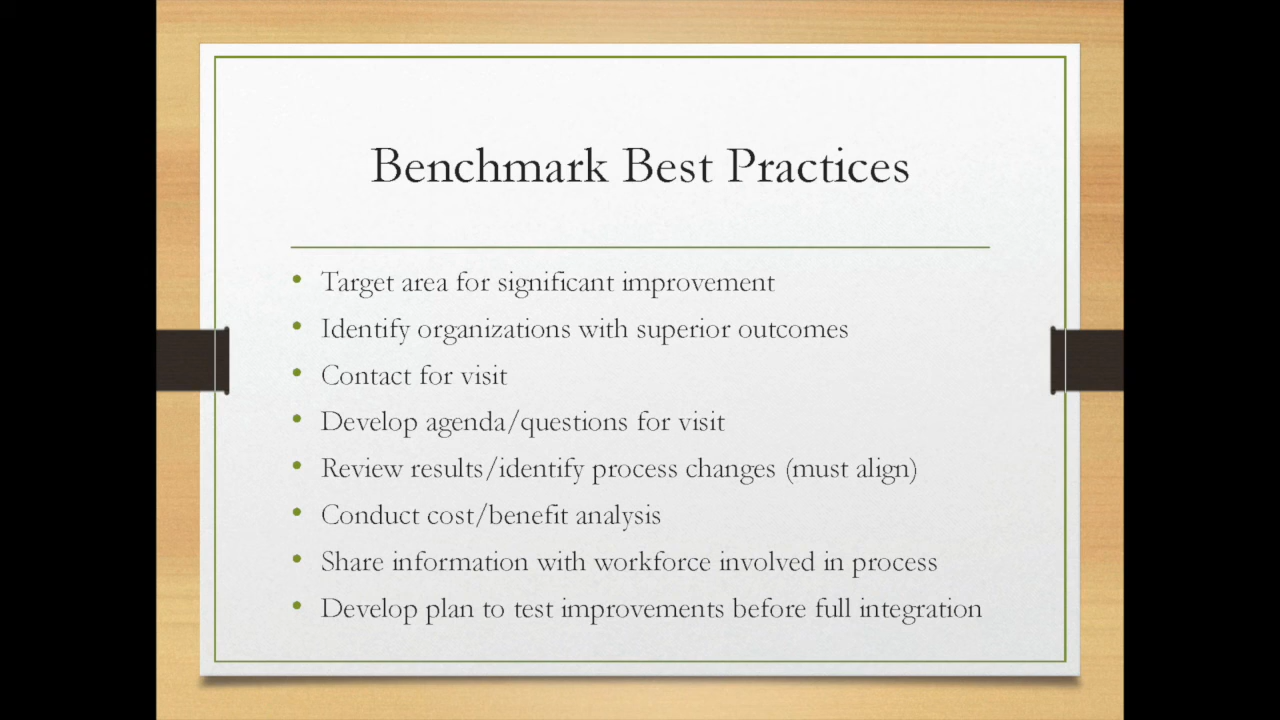 Benchmark Best Practices
• Target area for significant improvement
• Identify organizations with superior outcomes
• Contact for visit
• Develop agenda/questions for visit
• Review results/identify process changes (must align)
• Conduct cost/benefit analysis
• Share information with workforce involved in process
• Develop plan to test improvements before full integration